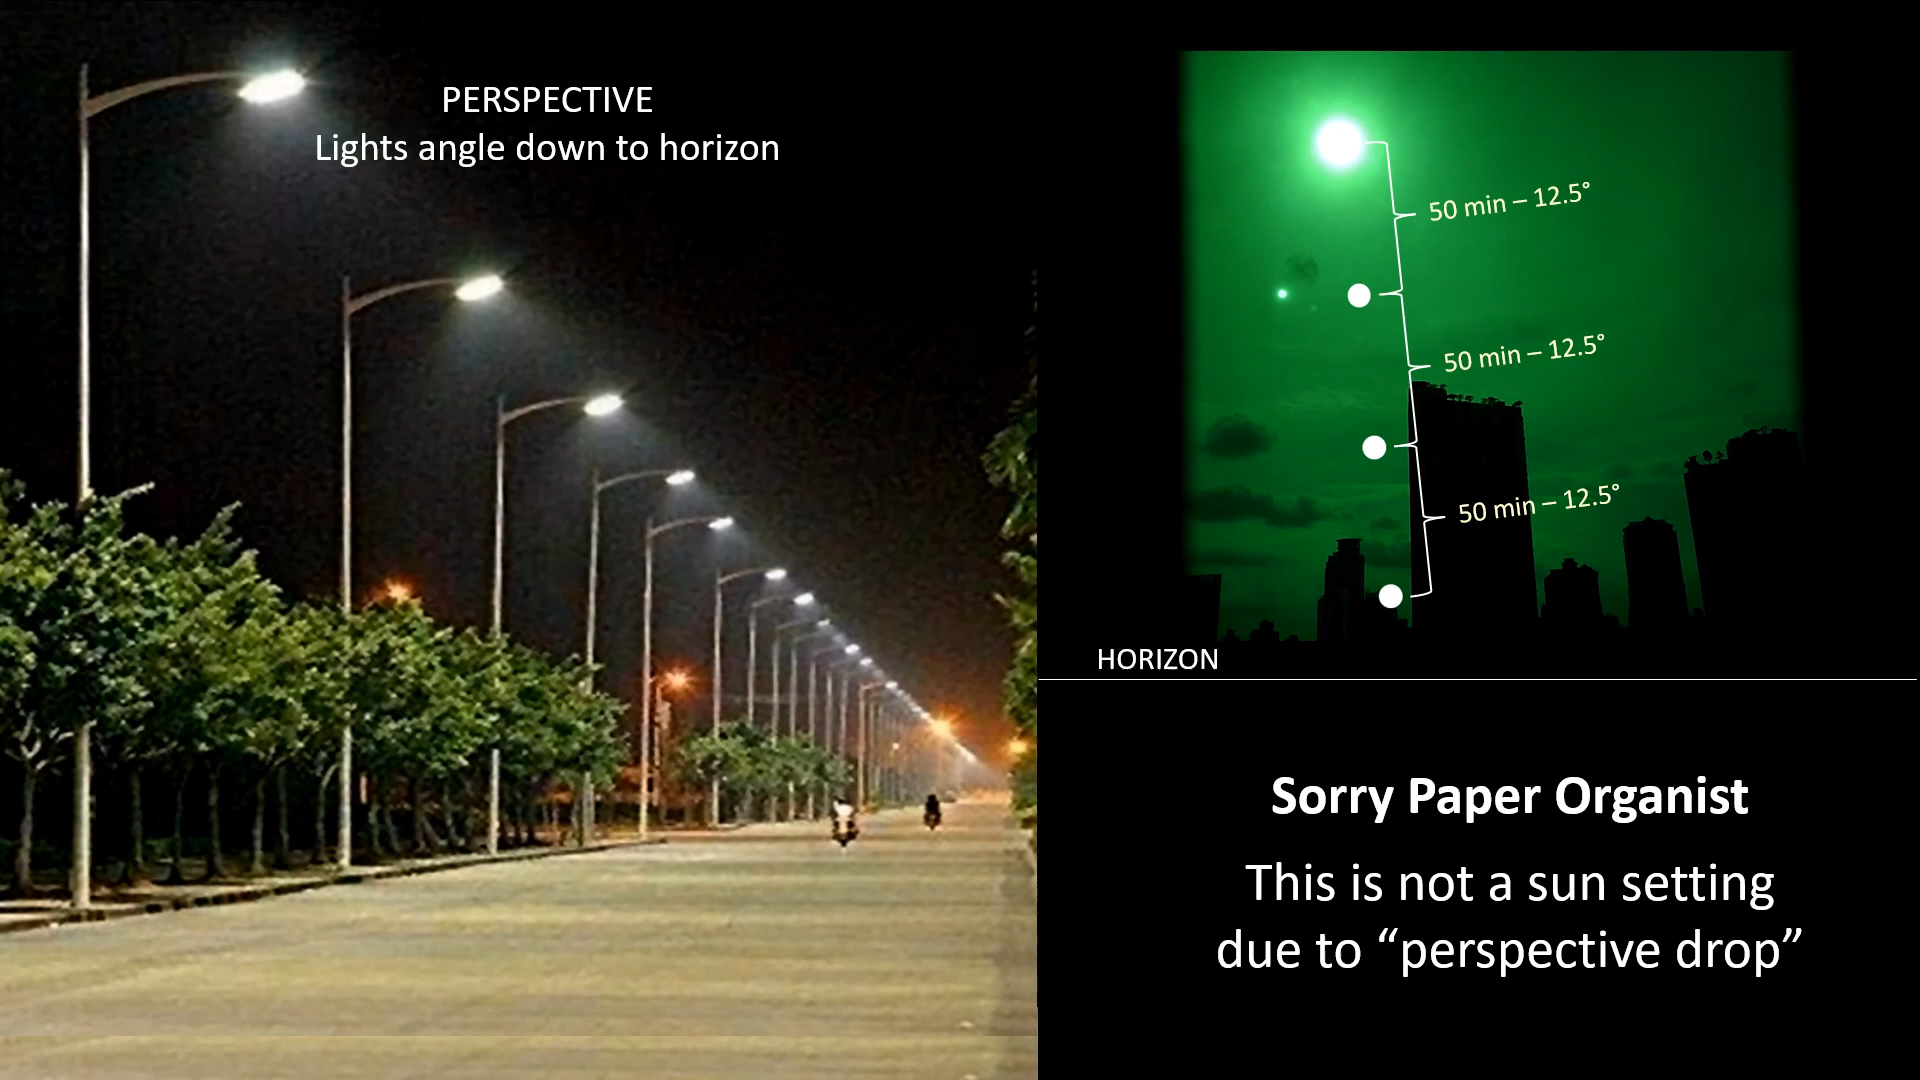 PERSPECTIVE
Lights angle down to horizon
50 min – 12.5°
50 min – 12.5°
50 min – 12.5°
HORIZON
Sorry Paper Organist
This is not a sun setting
due to “perspective drop”